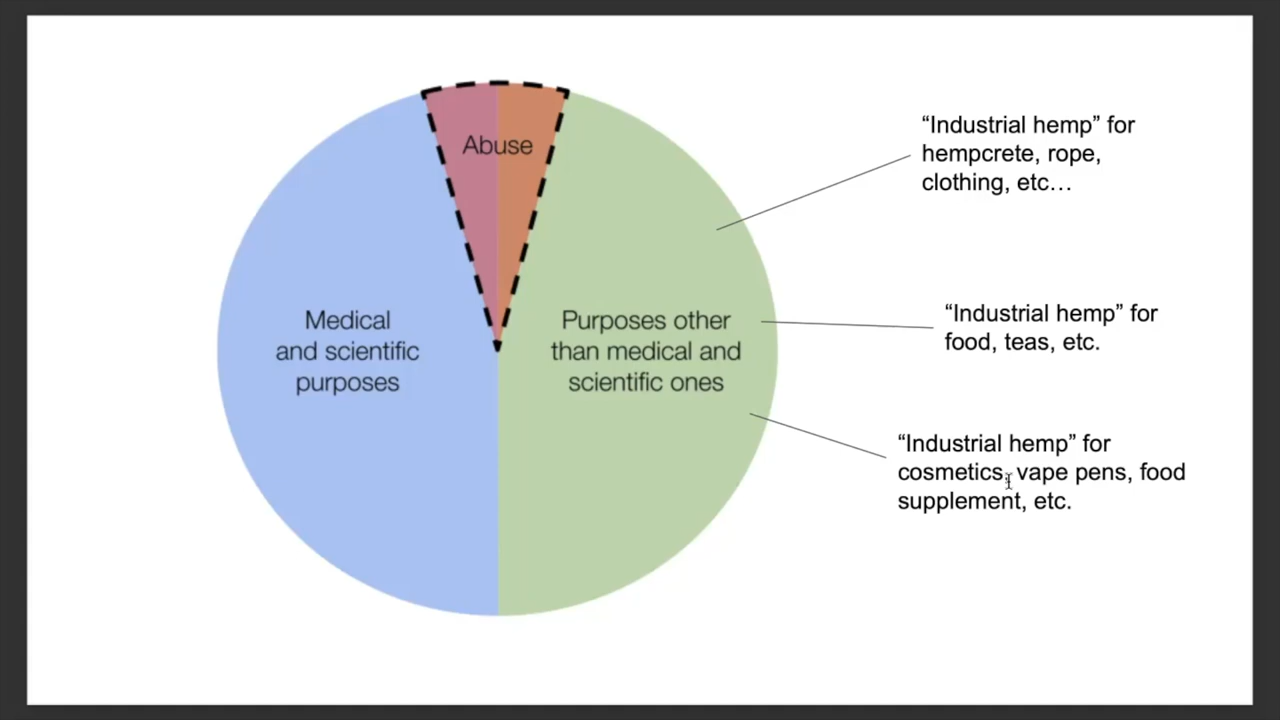 Abuse
Medical
and scientific
purposes
Purposes other
than medical and
scientific ones
“Industrial hemp” for
hempcrete, rope,
clothing, etc…
“Industrial hemp” for
food, teas, etc.
“Industrial hemp” for
cosmetics, vape pens, food
supplement, etc.